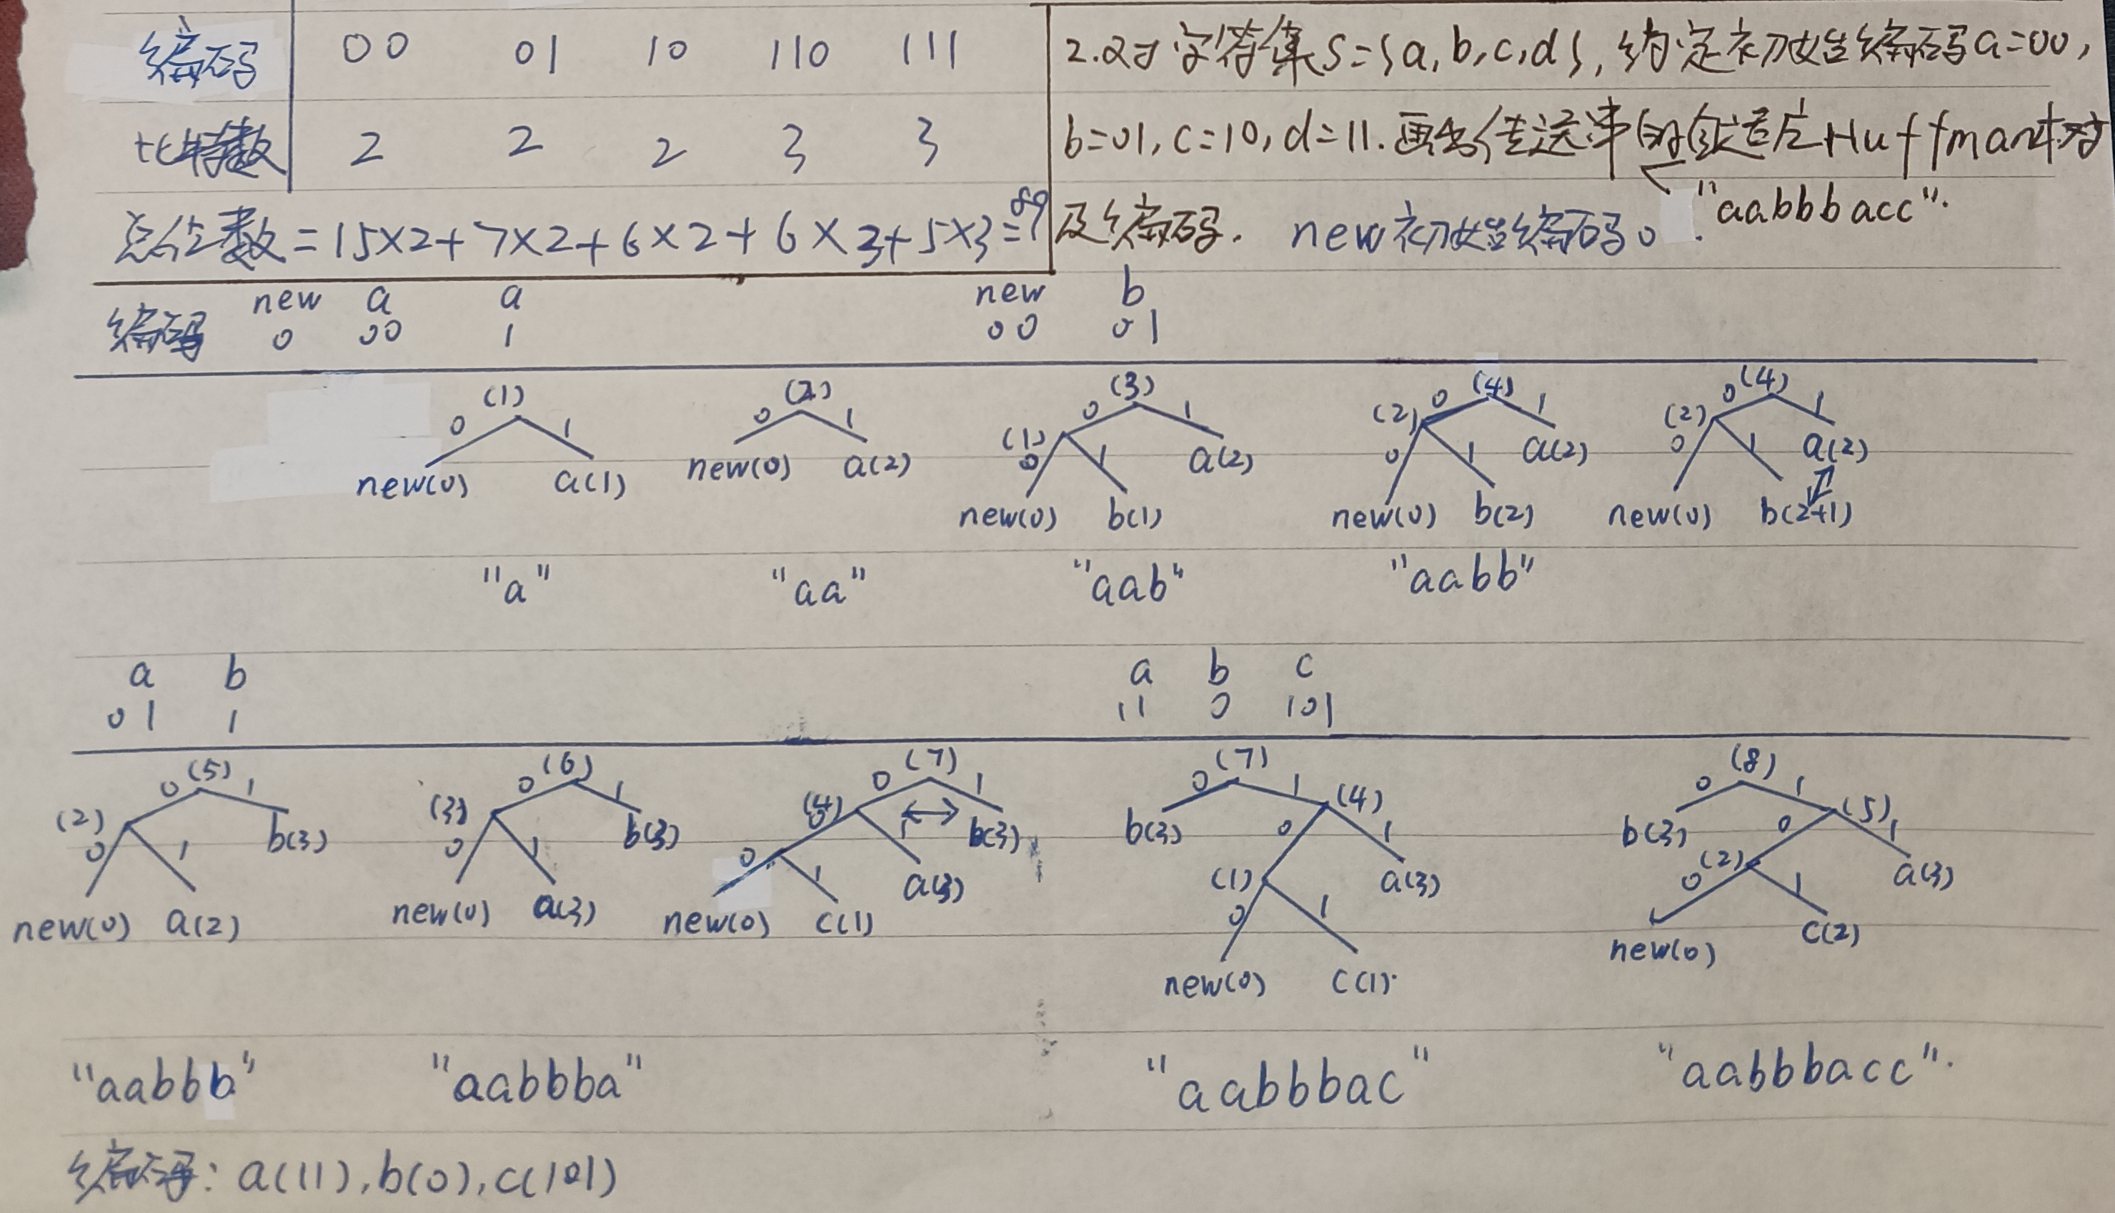 编码 00 01 10 110 111
比特数 2 2 2 3 3
总位数=15×2+7×2+6×2+6×3+5×3=89
2.对字符集S={a,b,c,d},约定初始编码a=00,
b=01,c=10,d=11.画出传送串的自适应Huffman树
"aabbbacc".
及编码. new初始编码0.
new a a new b
编码 0 00 1 00 01
(1) 0 1 new(0) a(1)
(2) 0 1 new(0) a(2)
(3) 0 1 (1) a(2) 0 1 new(0) b(1)
(4) 0 1 (2) a(2) 0 1 new(0) b(2)
(4) 0 1 (2) a(2) 0 1 new(0) b(2+1)
"a" "aa" "aab" "aabb"
a b a b c
01 1 11 0 101
(5) 0 1 (2) b(3) 0 1 new(0) a(2)
(6) 0 1 (3) b(3) 0 1 new(0) a(3)
(7) 0 1 (4) b(3) 0 1 a(3) new(0) c(1)
(7) 0 1 b(3) (4) 0 1 (1) a(3) 0 1 new(0) c(1)
(8) 0 1 b(3) (5) 0 1 (2) a(3) 0 1 new(0) c(2)
"aabbb" "aabbba" "aabbbac" "aabbbacc".
编码:a(11),b(0),c(101)